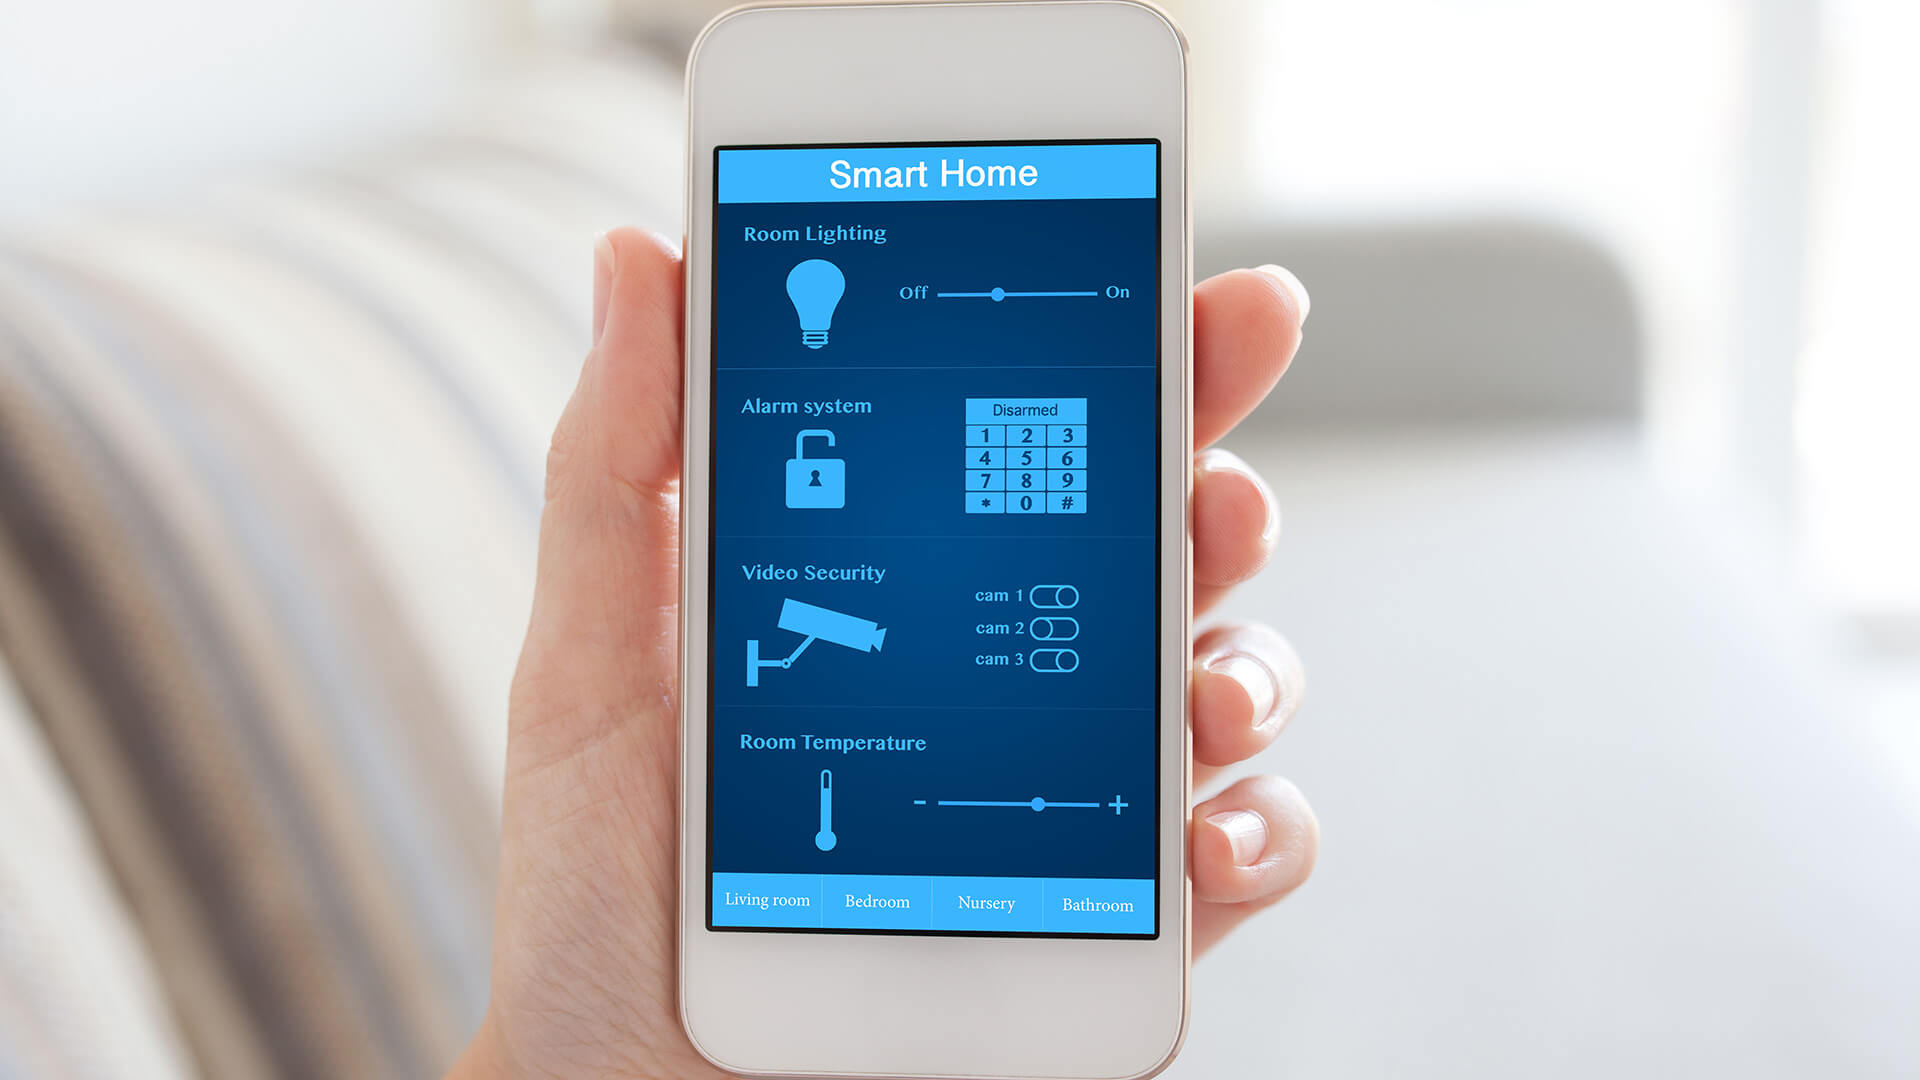 Smart Home
Room Lighting
Off On
Alarm system
Disarmed
1 2 3
4 5 6
7 8 9
* 0 #
Video Security
cam 1
cam 2
cam 3
Room Temperature
- +
Living room Bedroom Nursery Bathroom